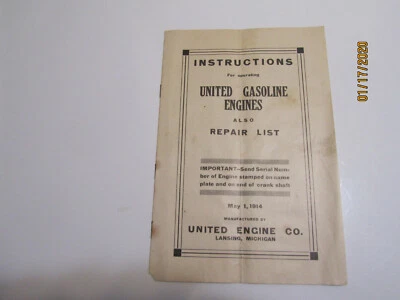 INSTRUCTIONS
For operating
UNITED GASOLINE
ENGINES
ALSO
REPAIR LIST
IMPORTANT—Send Serial Num-
ber of Engine stamped on name
plate and on end of crank shaft
May 1, 1914
MANUFACTURED BY
UNITED ENGINE CO.
LANSING, MICHIGAN
01/17/2020